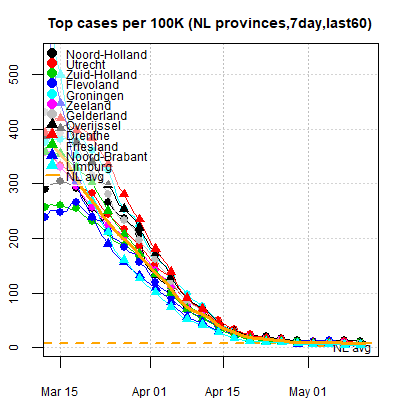 Top cases per 100K (NL provinces,7day,last60)
500
400
300
200
100
0
Noord-Holland
Utrecht
Zuid-Holland
Flevoland
Groningen
Zeeland
Gelderland
Overijssel
Drenthe
Friesland
Noord-Brabant
Limburg
NL avg
NL avg
Mar 15
Apr 01
Apr 15
May 01